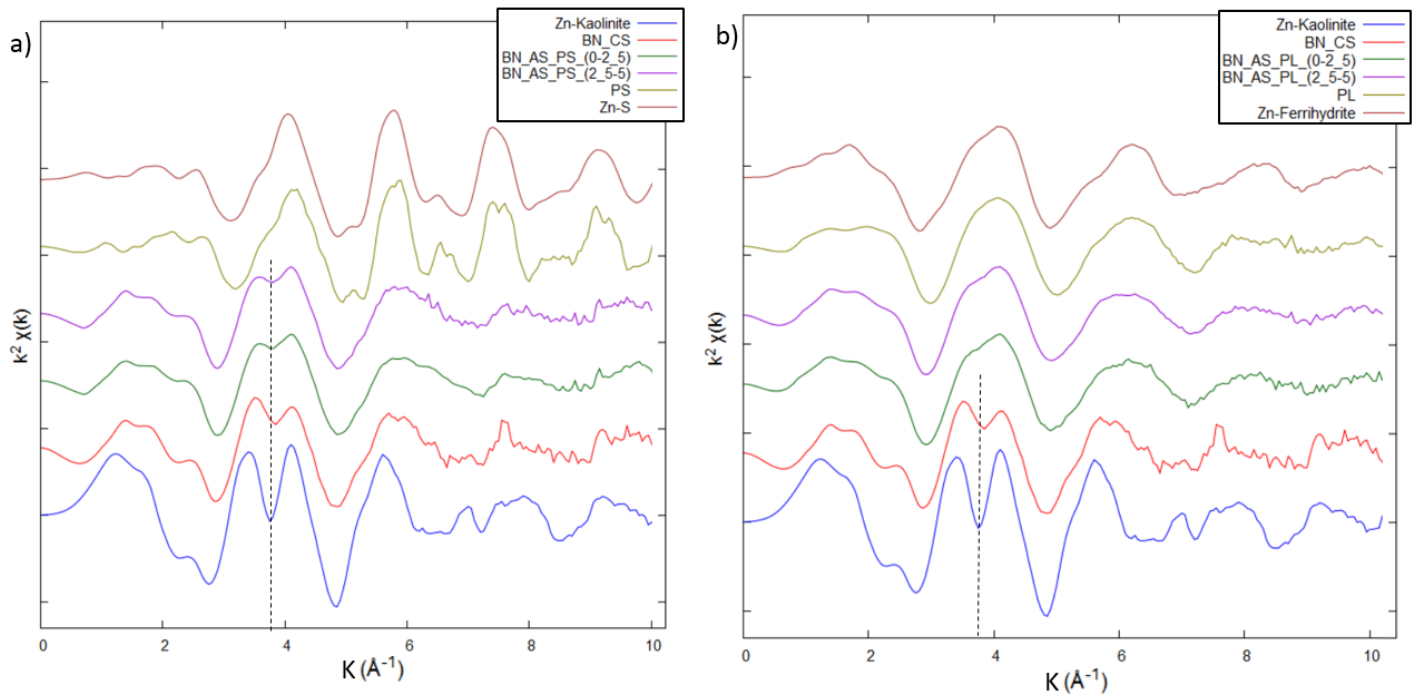 a)
Zn-Kaolinite
BN_CS
BN_AS_PS_(0-2_5)
BN_AS_PS_(2_5-5)
PS
Zn-S
k² χ(k)
0 2 4 6 8 10
K (Å⁻¹)
b)
Zn-Kaolinite
BN_CS
BN_AS_PL_(0-2_5)
BN_AS_PL_(2_5-5)
PL
Zn-Ferrihydrite
k² χ(k)
0 2 4 6 8 10
K (Å⁻¹)